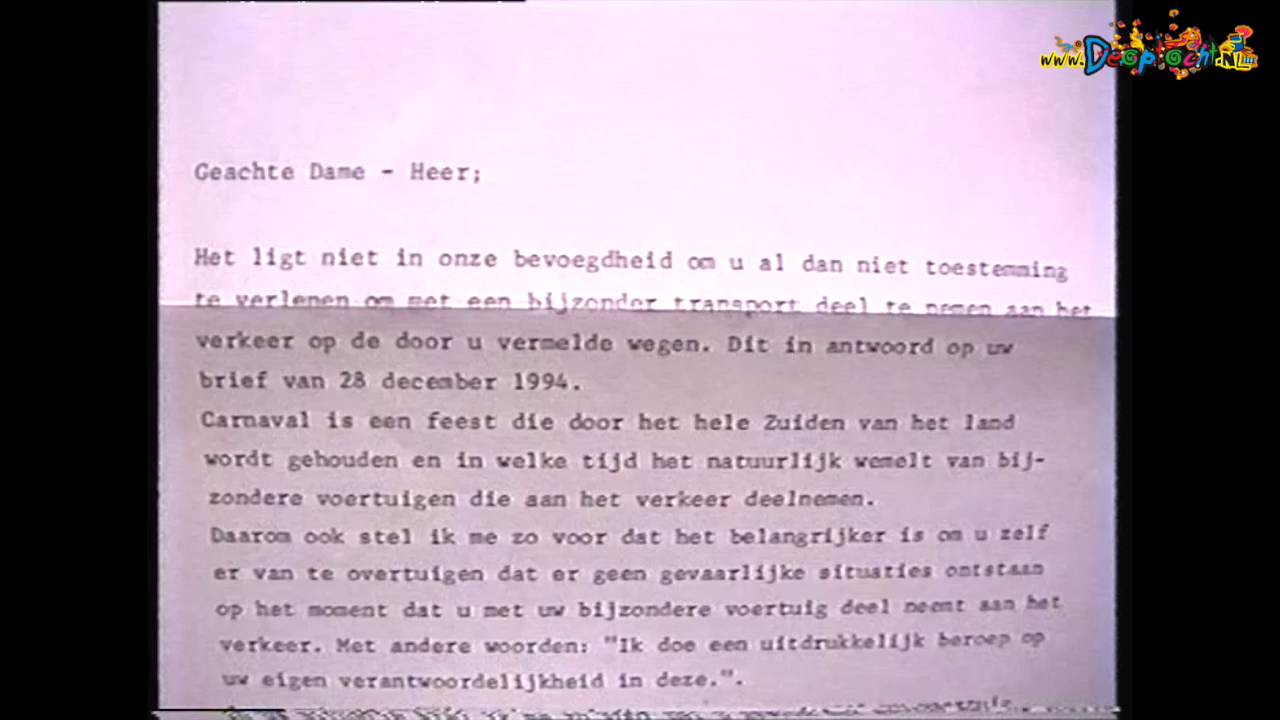 www.Deoptocht.NL
Geachte Dame - Heer;
Het ligt niet in onze bevoegdheid om u al dan niet toestemming
te verlenen om met een bijzonder transport deel te nemen aan het
verkeer op de door u vermelde wegen. Dit in antwoord op uw
brief van 28 december 1994.
Carnaval is een feest die door het hele Zuiden van het land
wordt gehouden en in welke tijd het natuurlijk wemelt van bij-
zondere voertuigen die aan het verkeer deelnemen.
Daarom ook stel ik me zo voor dat het belangrijker is om u zelf
er van te overtuigen dat er geen gevaarlijke situaties ontstaan
op het moment dat u met uw bijzondere voertuig deel neemt aan het
verkeer. Met andere woorden: "Ik doe een uitdrukkelijk beroep op
uw eigen verantwoordelijkheid in deze.".